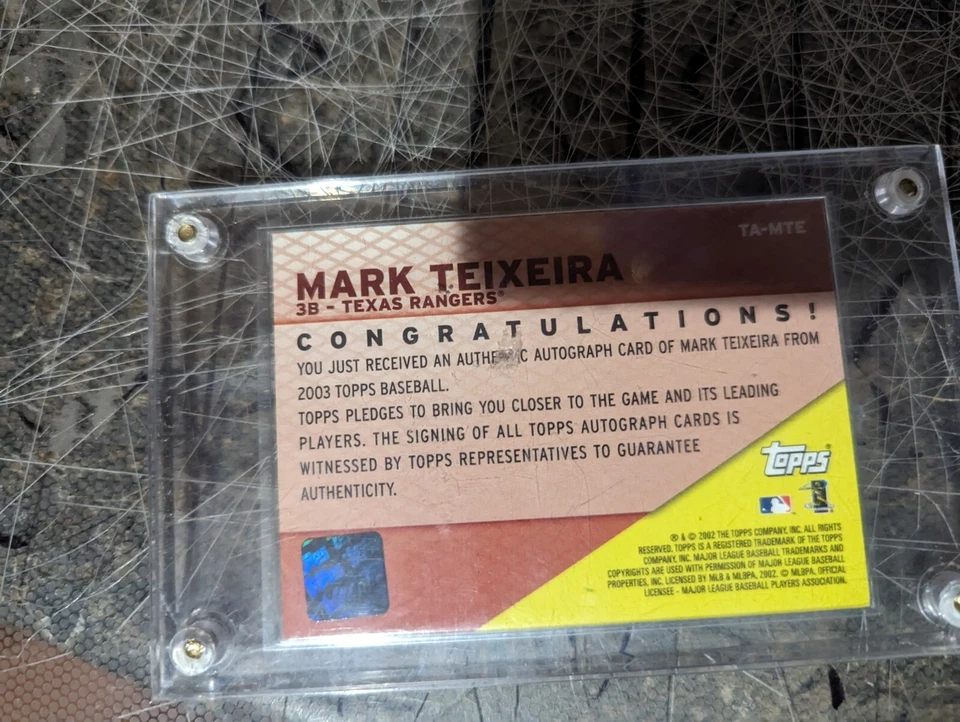 TA-MTE
MARK TEIXEIRA
3B - TEXAS RANGERS®
CONGRATULATIONS!
YOU JUST RECEIVED AN AUTHE C AUTOGRAPH CARD OF MARK TEIXEIRA FROM
2003 TOPPS BASEBALL.
TOPPS PLEDGES TO BRING YOU CLOSER TO THE GAME AND ITS LEADING
PLAYERS. THE SIGNING OF ALL TOPPS AUTOGRAPH CARDS IS
WITNESSED BY TOPPS REPRESENTATIVES TO GUARANTEE
AUTHENTICITY.
topps®
® & © 2002 THE TOPPS COMPANY, INC. ALL RIGHTS
RESERVED. TOPPS IS A REGISTERED TRADEMARK OF THE TOPPS
COMPANY, INC. MAJOR LEAGUE BASEBALL TRADEMARKS AND
COPYRIGHTS ARE USED WITH PERMISSION OF MAJOR LEAGUE BASEBALL
PROPERTIES, INC. LICENSED BY MLB & MLBPA, 2002. © MLBPA, OFFICIAL
LICENSEE - MAJOR LEAGUE BASEBALL PLAYERS ASSOCIATION.